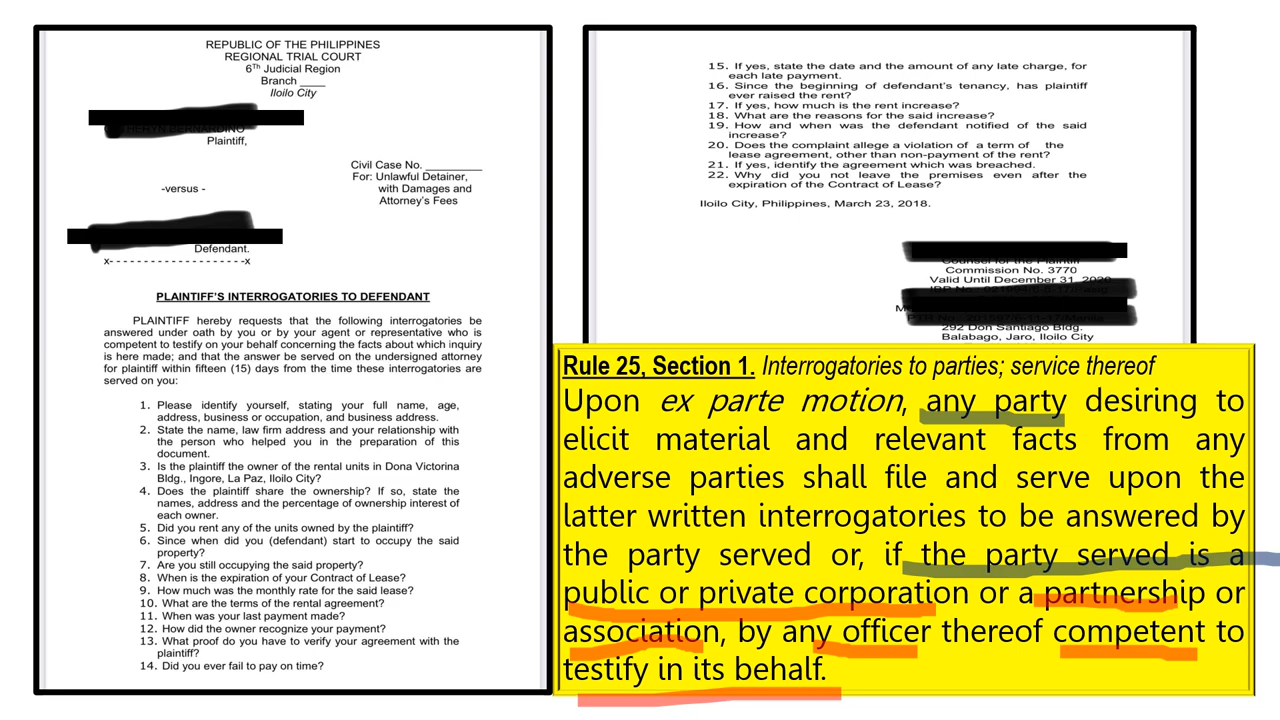 REPUBLIC OF THE PHILIPPINES
REGIONAL TRIAL COURT
6Th Judicial Region
Branch ____
Iloilo City
BERNARDINO
Plaintiff,
Civil Case No. _________
For: Unlawful Detainer,
-versus -
with Damages and
Attorney's Fees
Defendant.
x- - - - - - - - - - - - - - - - - - - -x
PLAINTIFF'S INTERROGATORIES TO DEFENDANT
PLAINTIFF hereby requests that the following interrogatories be
answered under oath by you or by your agent or representative who is
competent to testify on your behalf concerning the facts about which inquiry
is here made; and that the answer be served on the undersigned attorney
for plaintiff within fifteen (15) days from the time these interrogatories are
served on you:
1. Please identify yourself, stating your full name, age,
address, business or occupation, and business address.
2. State the name, law firm address and your relationship with
the person who helped you in the preparation of this
document.
3. Is the plaintiff the owner of the rental units in Dona Victorina
Bldg., Ingore, La Paz, Iloilo City?
4. Does the plaintiff share the ownership? If so, state the
names, address and the percentage of ownership interest of
each owner.
5. Did you rent any of the units owned by the plaintiff?
6. Since when did you (defendant) start to occupy the said
property?
7. Are you still occupying the said property?
8. When is the expiration of your Contract of Lease?
9. How much was the monthly rate for the said lease?
10. What are the terms of the rental agreement?
11. When was your last payment made?
12. How did the owner recognize your payment?
13. What proof do you have to verify your agreement with the
plaintiff?
14. Did you ever fail to pay on time?
15. If yes, state the date and the amount of any late charge, for
each late payment.
16. Since the beginning of defendant's tenancy, has plaintiff
ever raised the rent?
17. If yes, how much is the rent increase?
18. What are the reasons for the said increase?
19. How and when was the defendant notified of the said
increase?
20. Does the complaint allege a violation of a term of the
lease agreement, other than non-payment of the rent?
21. If yes, identify the agreement which was breached.
22. Why did you not leave the premises even after the
expiration of the Contract of Lease?
Iloilo City, Philippines, March 23, 2018.
Counsel for the Plaintiff
Commission No. 3770
Valid Until December 31, 2020
292 Don Santiago Bldg.
Balabago, Jaro, Iloilo City
Rule 25, Section 1. Interrogatories to parties; service thereof
Upon ex parte motion, any party desiring to
elicit material and relevant facts from any
adverse parties shall file and serve upon the
latter written interrogatories to be answered by
the party served or, if the party served is a
public or private corporation or a partnership or
association, by any officer thereof competent to
testify in its behalf.